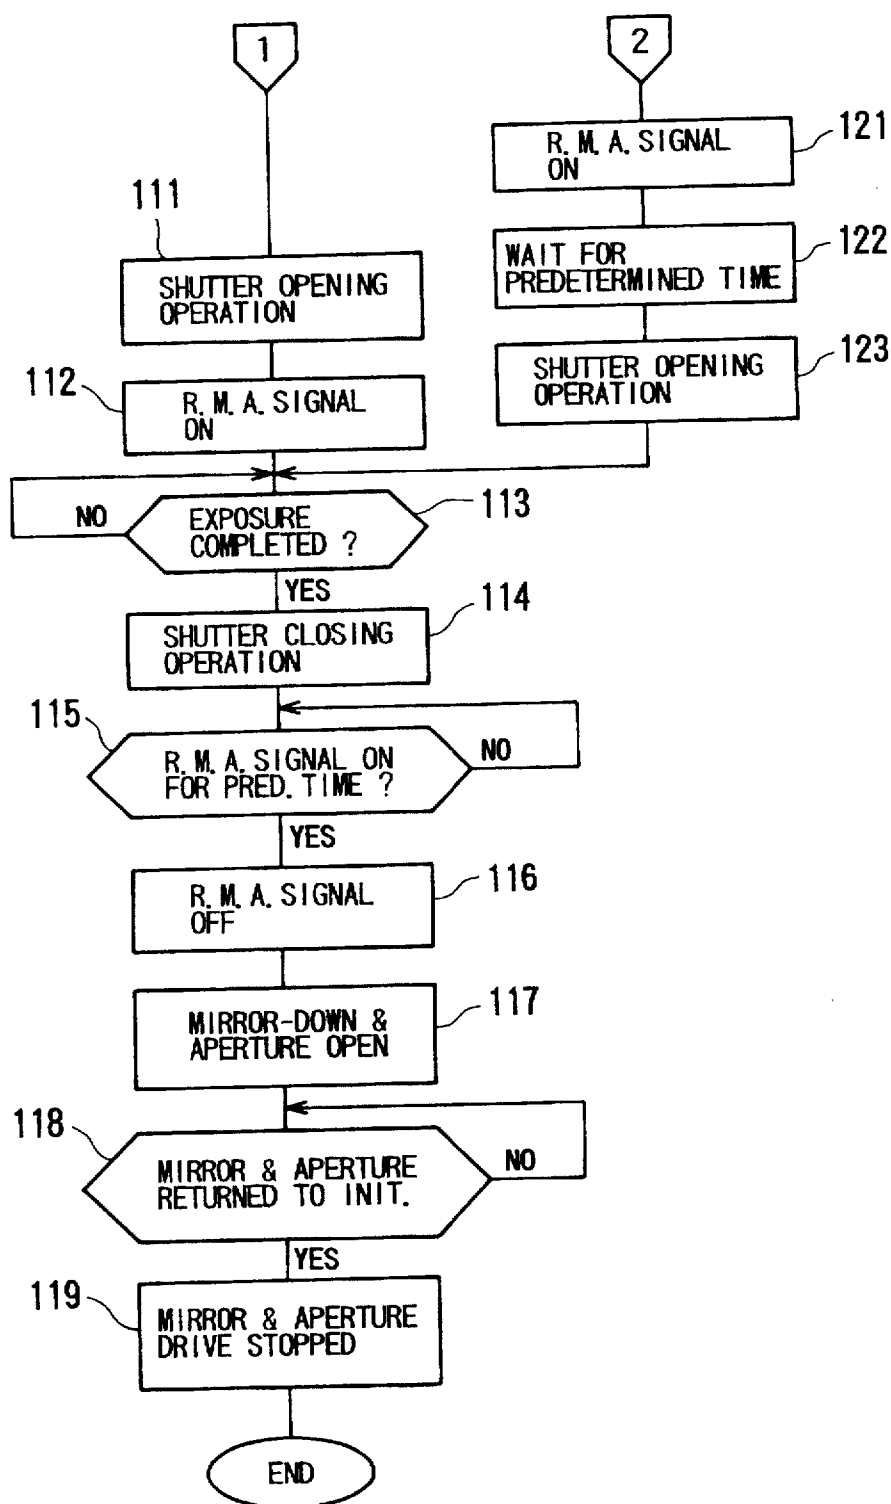 1
2
121
R. M. A. SIGNAL
ON
111
122
WAIT FOR
PREDETERMINED TIME
SHUTTER OPENING
OPERATION
123
SHUTTER OPENING
OPERATION
112
R. M. A. SIGNAL
ON
113
NO
EXPOSURE
COMPLETED ?
YES
114
SHUTTER CLOSING
OPERATION
115
R. M. A. SIGNAL ON
FOR PRED. TIME ?
NO
YES
116
R. M. A. SIGNAL
OFF
117
MIRROR-DOWN &
APERTURE OPEN
118
MIRROR & APERTURE
RETURNED TO INIT.
NO
YES
119
MIRROR & APERTURE
DRIVE STOPPED
END